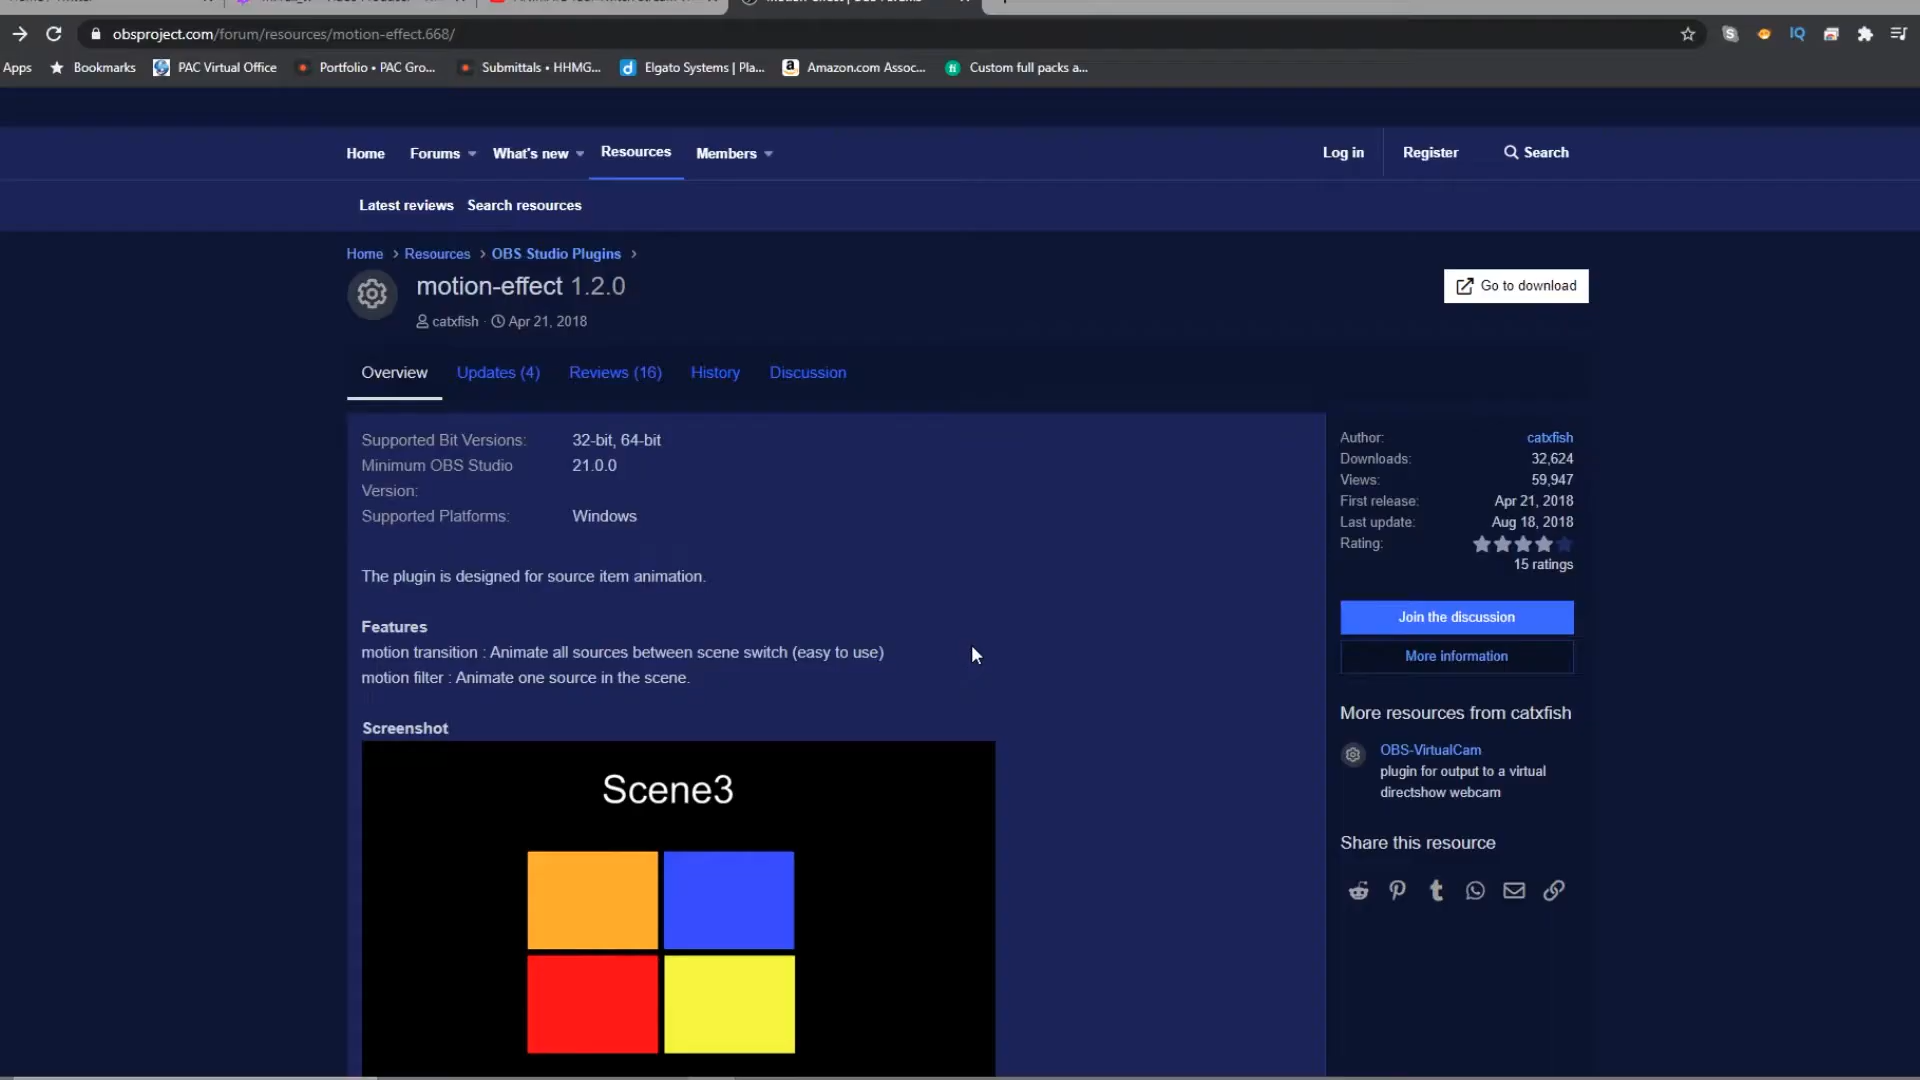 obsproject.com/forum/resources/motion-effect.668/
IQ
Apps Bookmarks PAC Virtual Office Portfolio • PAC Gro... Submittals • HHMG... Elgato Systems | Pla... Amazon.com Assoc... Custom full packs a...
Home Forums What's new Resources Members Log in Register Search
Latest reviews Search resources
Home > Resources > OBS Studio Plugins >
motion-effect 1.2.0
Go to download
catxfish · Apr 21, 2018
Overview Updates (4) Reviews (16) History Discussion
Supported Bit Versions: 32-bit, 64-bit
Minimum OBS Studio 21.0.0
Version:
Supported Platforms: Windows
The plugin is designed for source item animation.
Features
motion transition : Animate all sources between scene switch (easy to use)
motion filter : Animate one source in the scene.
Screenshot
Scene3
Author: catxfish
Downloads: 32,624
Views: 59,947
First release: Apr 21, 2018
Last update: Aug 18, 2018
Rating:
15 ratings
Join the discussion
More information
More resources from catxfish
OBS-VirtualCam
plugin for output to a virtual
directshow webcam
Share this resource